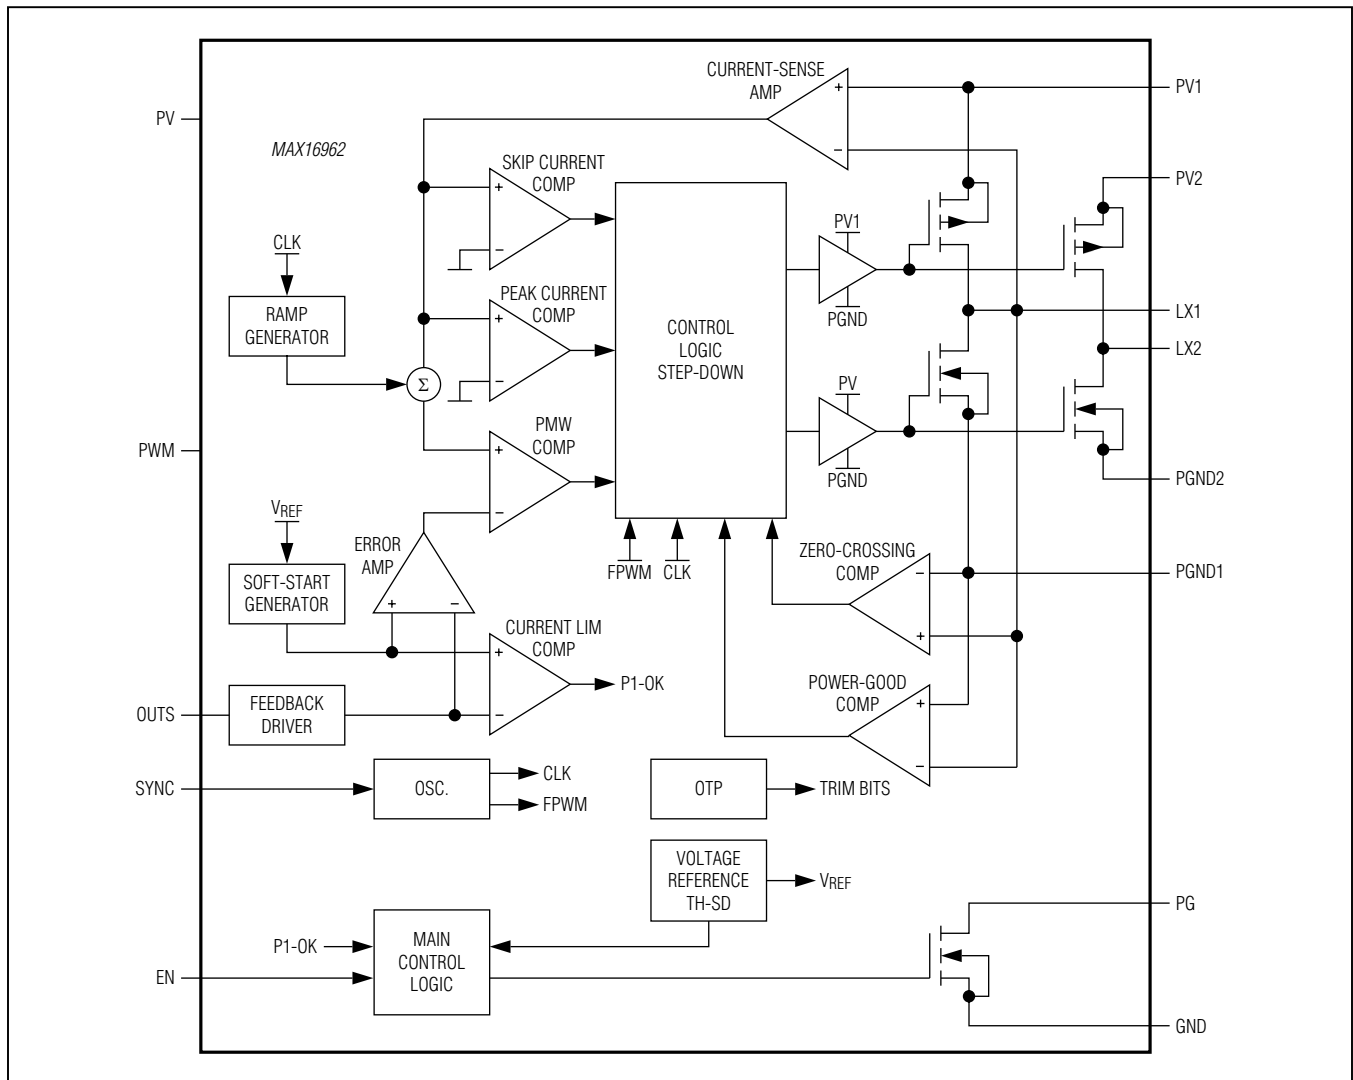 CURRENT-SENSE
AMP
+
−
PV1
PV
MAX16962
SKIP CURRENT
COMP
+
−
PV2
CLK
PV1
RAMP
GENERATOR
PEAK CURRENT
COMP
+
−
CONTROL
LOGIC
STEP-DOWN
PGND
LX1
LX2
Σ
PV
PMW
COMP
+
−
PWM
PGND
PGND2
VREF
ERROR
AMP
+
−
FPWM
CLK
ZERO-CROSSING
COMP
−
+
PGND1
SOFT-START
GENERATOR
CURRENT LIM
COMP
+
−
P1-OK
POWER-GOOD
COMP
+
−
OUTS
FEEDBACK
DRIVER
SYNC
OSC.
CLK
FPWM
OTP
TRIM BITS
VOLTAGE
REFERENCE
TH-SD
VREF
PG
P1-OK
EN
MAIN
CONTROL
LOGIC
GND